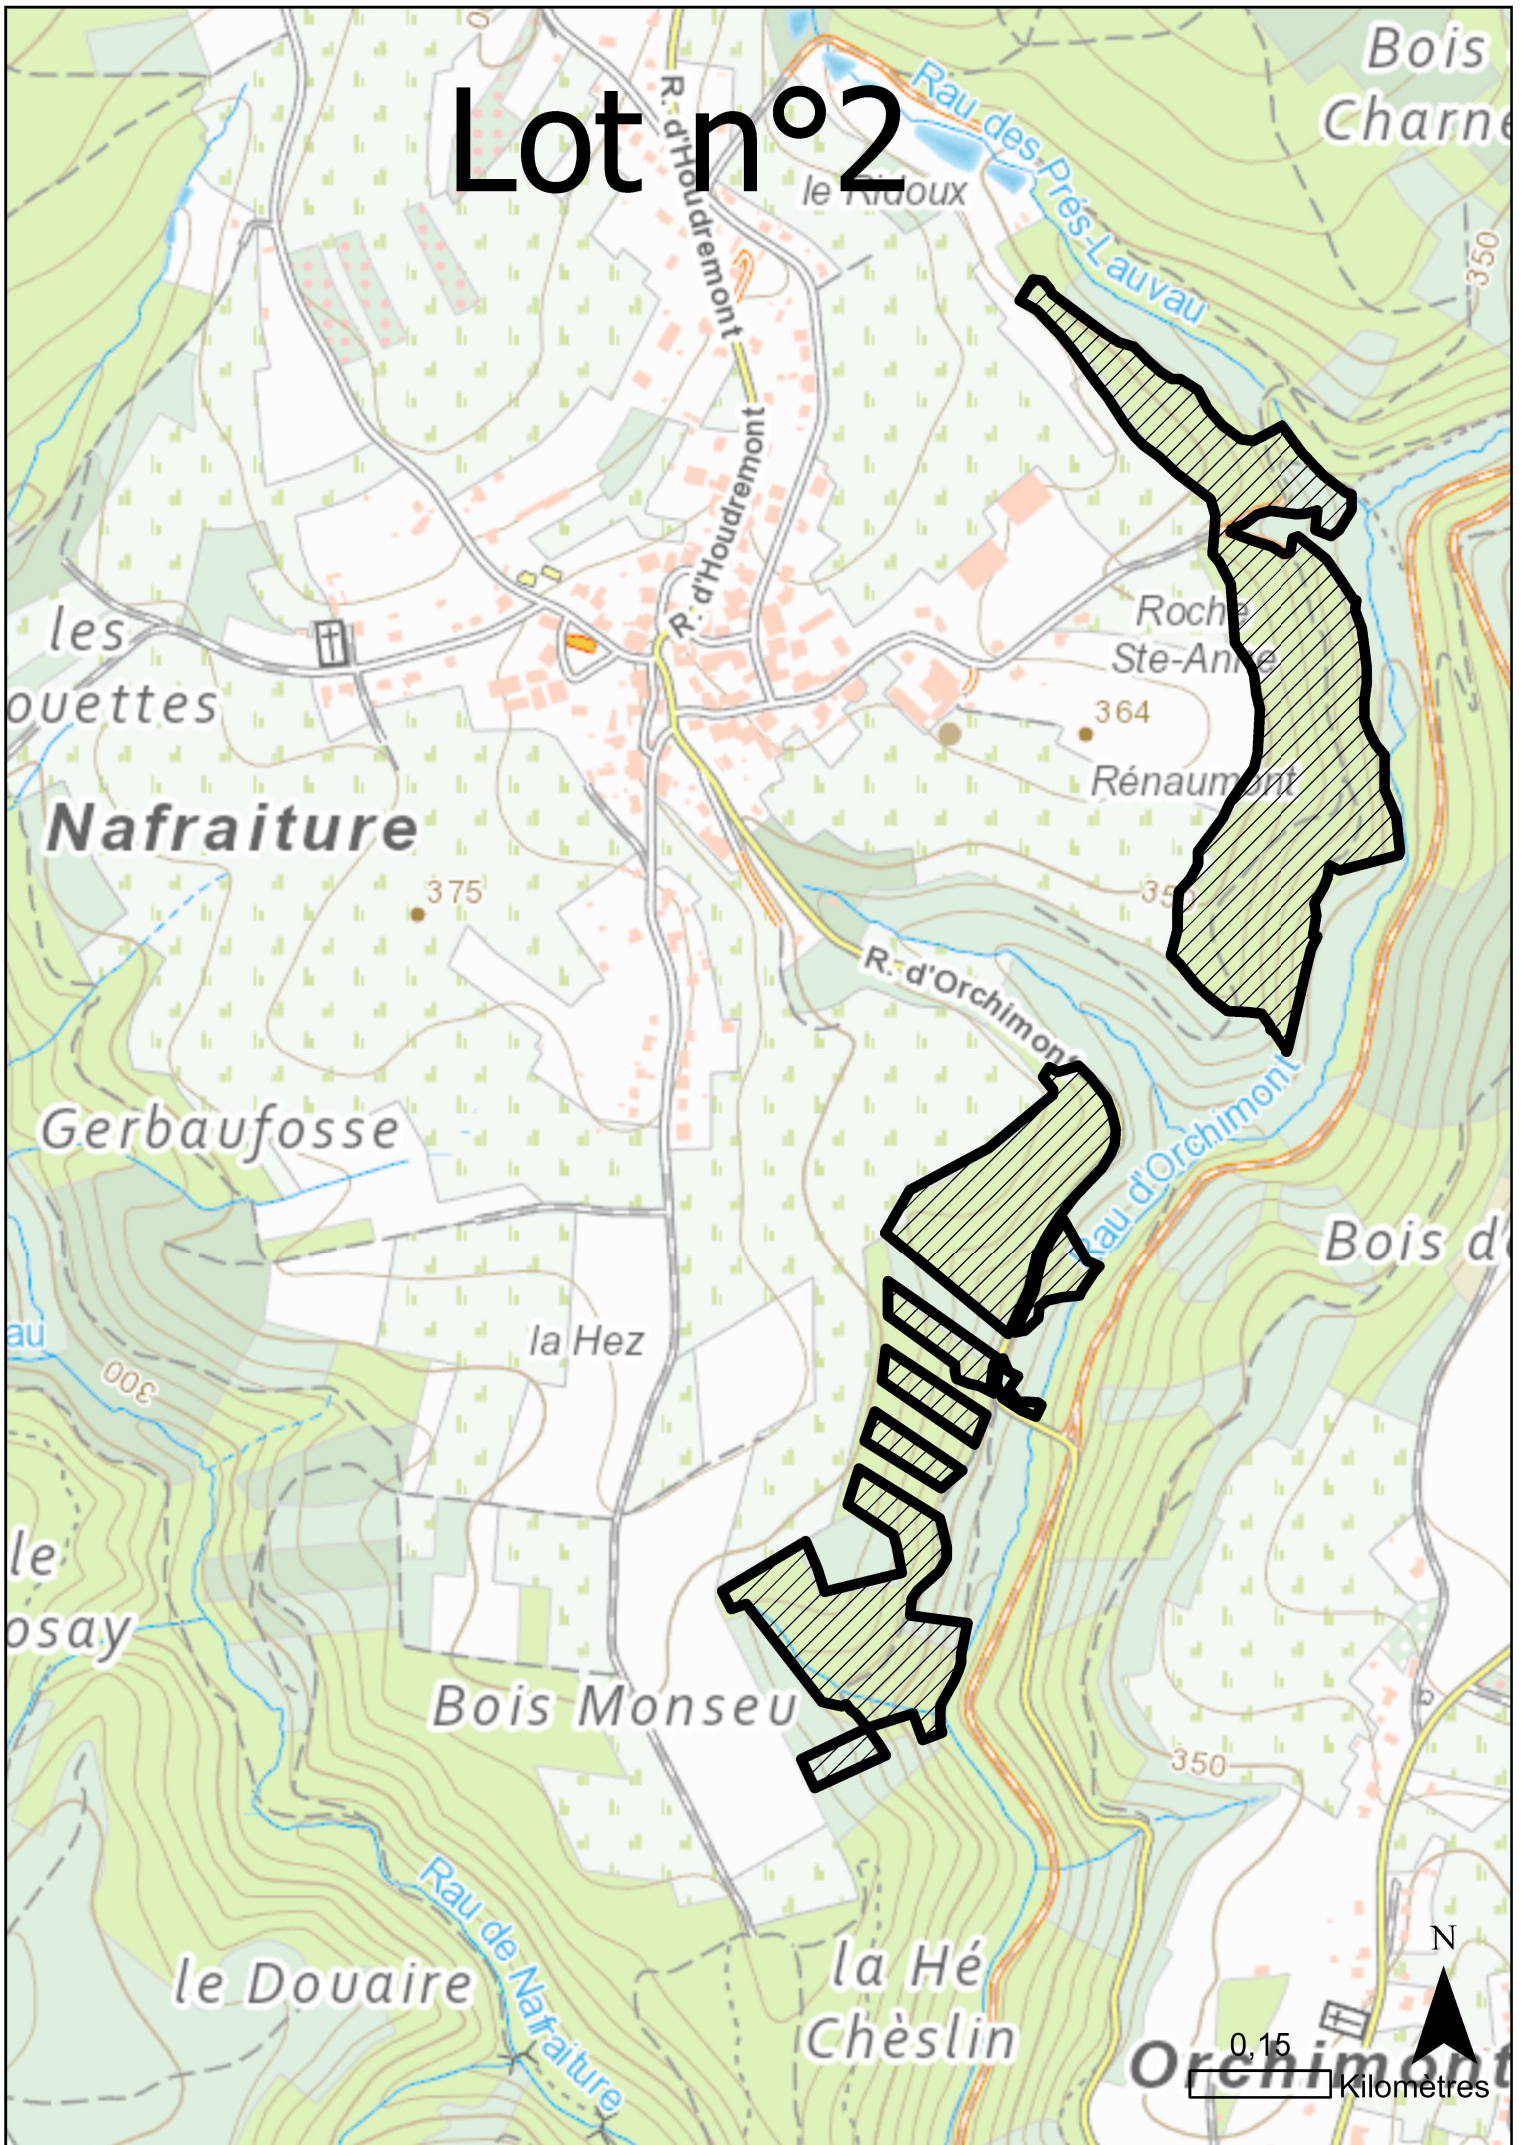 Bois
Charne
Rau des Prés-Lauvau
Lot n°2
R. d'Houdremont
le Ridoux
350
R. d'Houdremont
les
ouettes
Roche
Ste-Anne
364
Rénaumont
Nafraiture
375
350
R. d'Orchimont
Gerbaufosse
Rau d'Orchimont
Bois d
la Hez
au
300
le
osay
Bois Monseu
350
Rau de Nafraiture
le Douaire
la Hé
Chèslin
N
Orchimont
0,15
Kilomètres